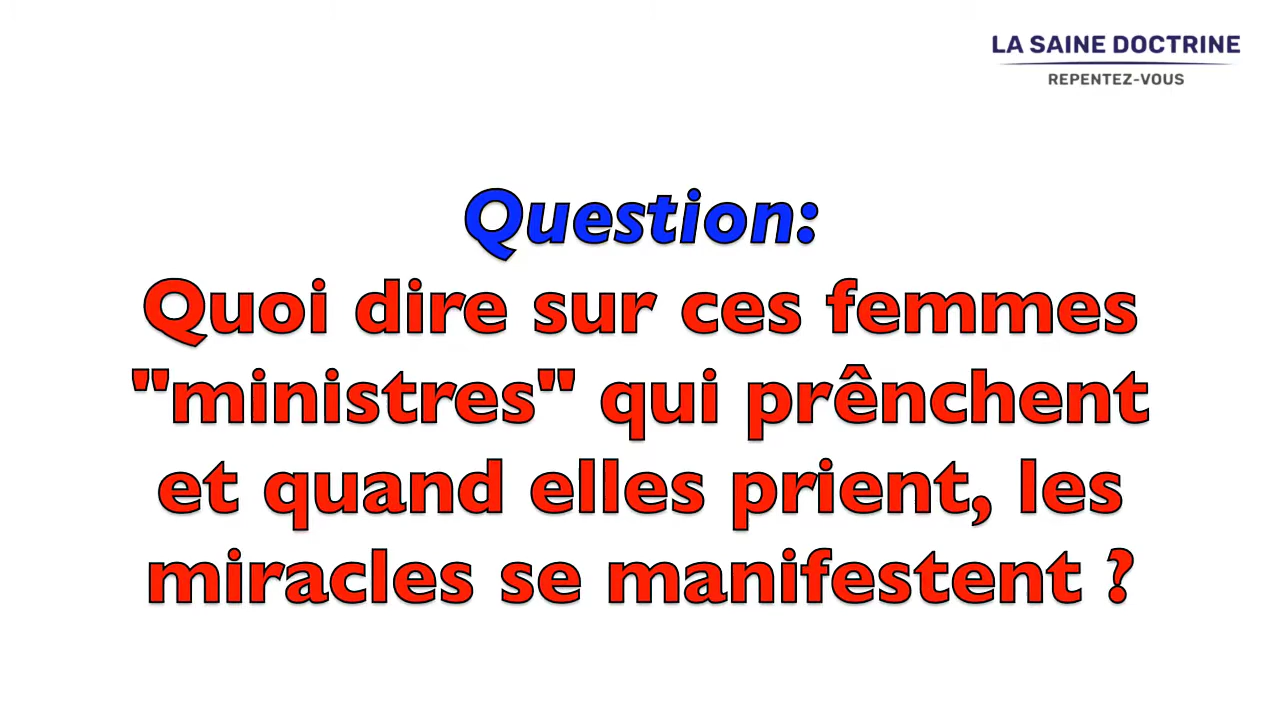 LA SAINE DOCTRINE
REPENTEZ-VOUS
Question:
Quoi dire sur ces femmes
"ministres" qui prênchent
et quand elles prient, les
miracles se manifestent ?